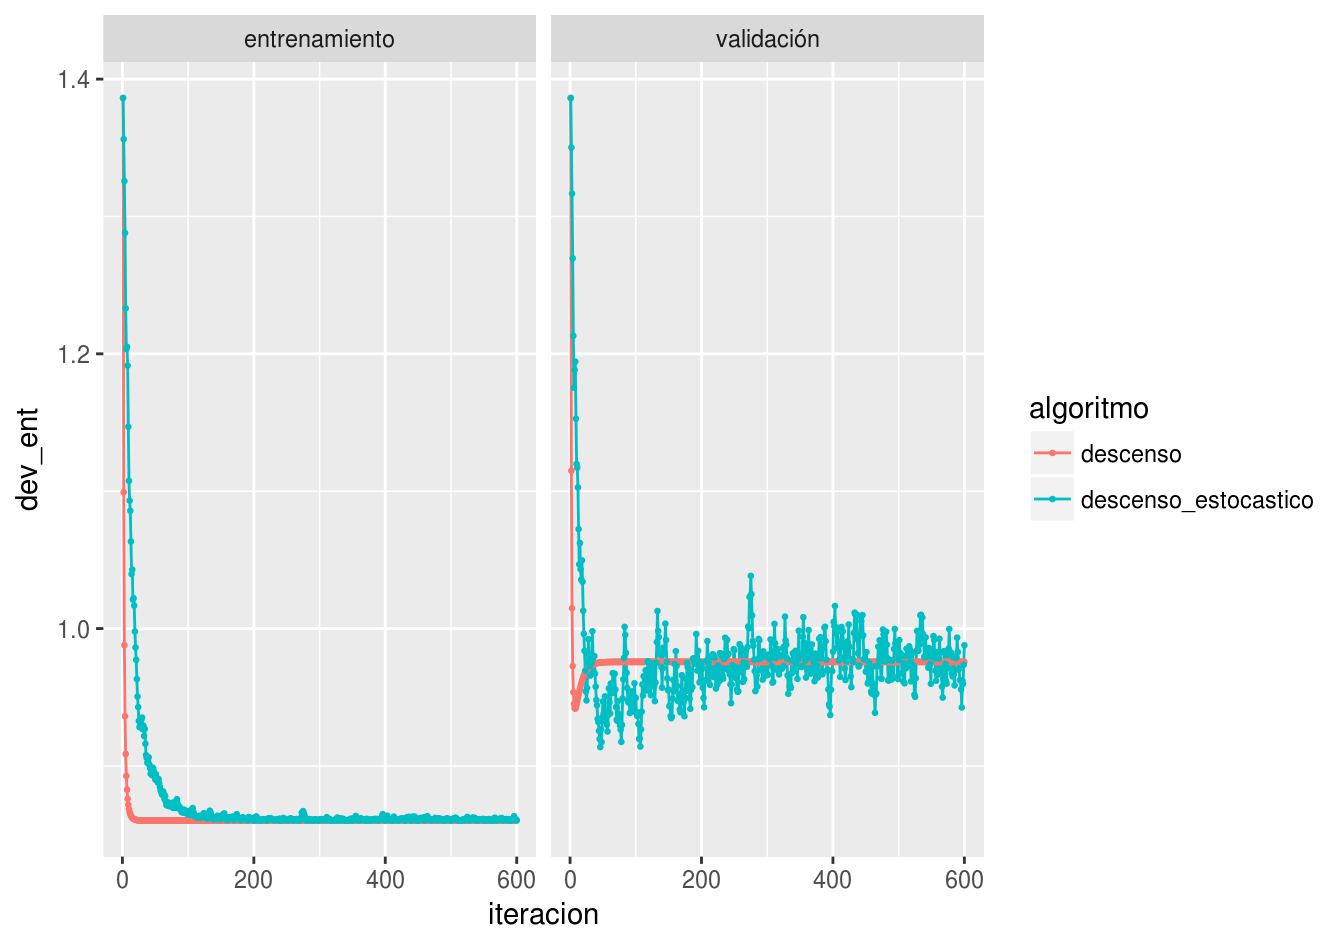 entrenamiento
validación
1.4
1.2
1.0
dev_ent
0 200 400 600
0 200 400 600
iteracion
algoritmo
descenso
descenso_estocastico